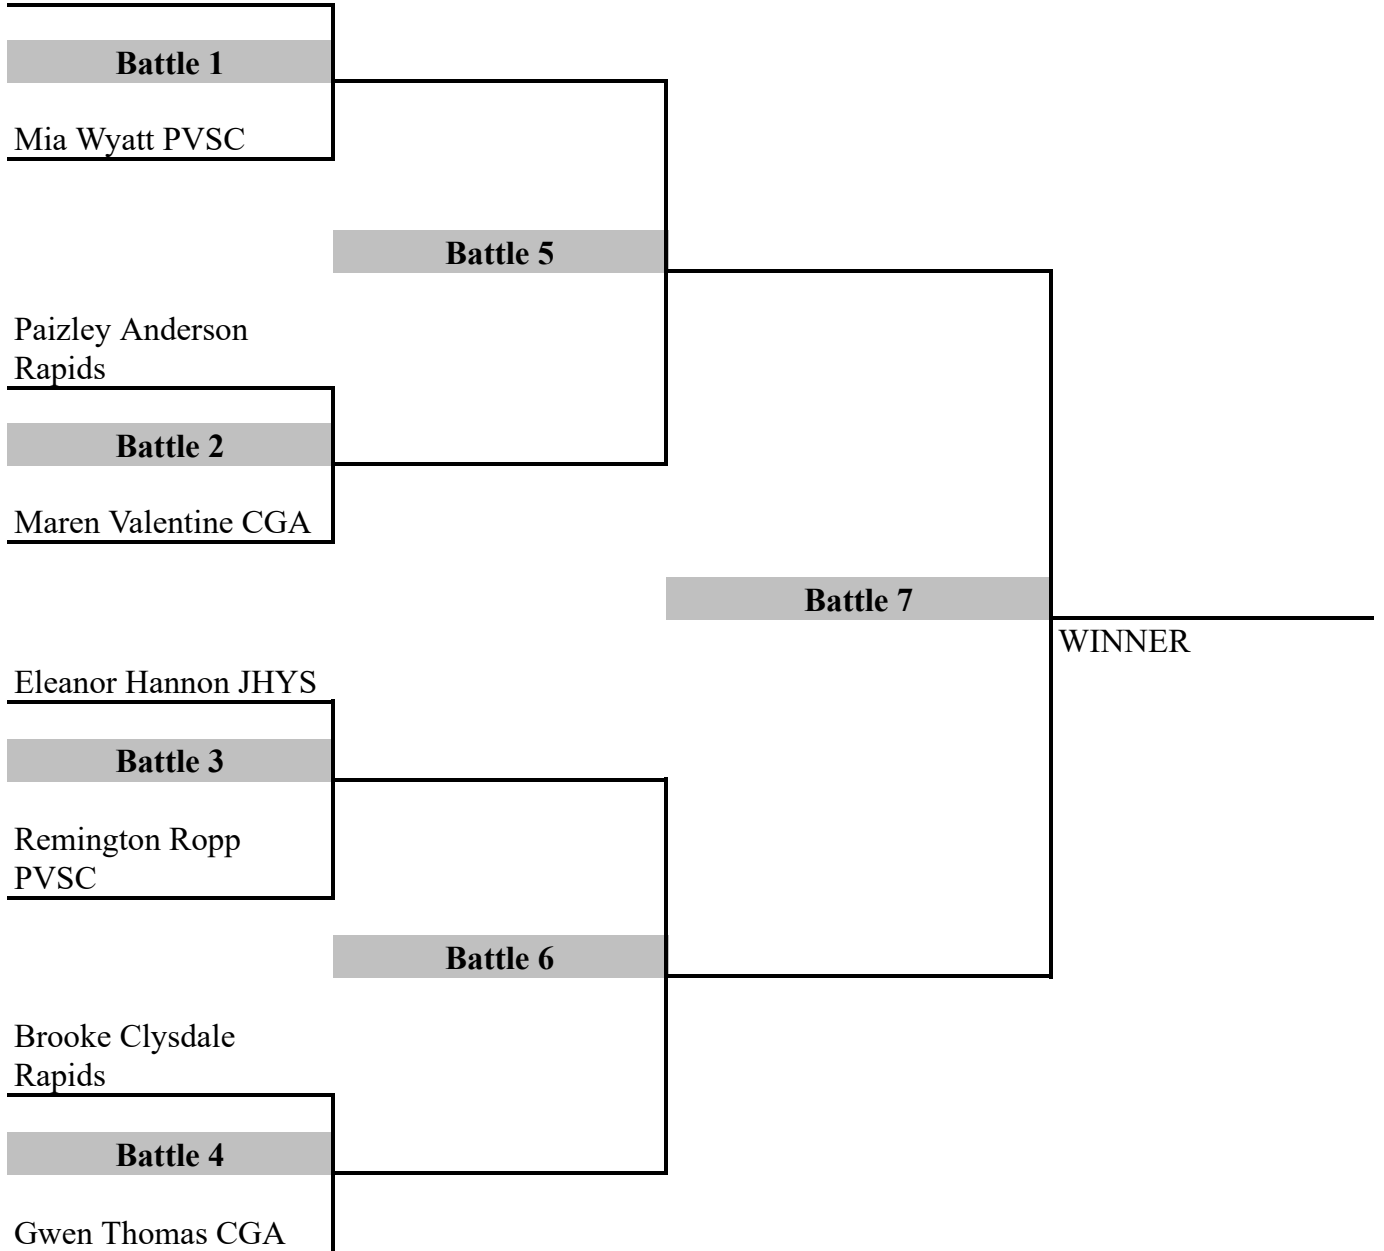 Battle 1
Mia Wyatt PVSC
Battle 5
Paizley Anderson
Rapids
Battle 2
Maren Valentine CGA
Battle 7
WINNER
Eleanor Hannon JHYS
Battle 3
Remington Ropp
PVSC
Battle 6
Brooke Clysdale
Rapids
Battle 4
Gwen Thomas CGA